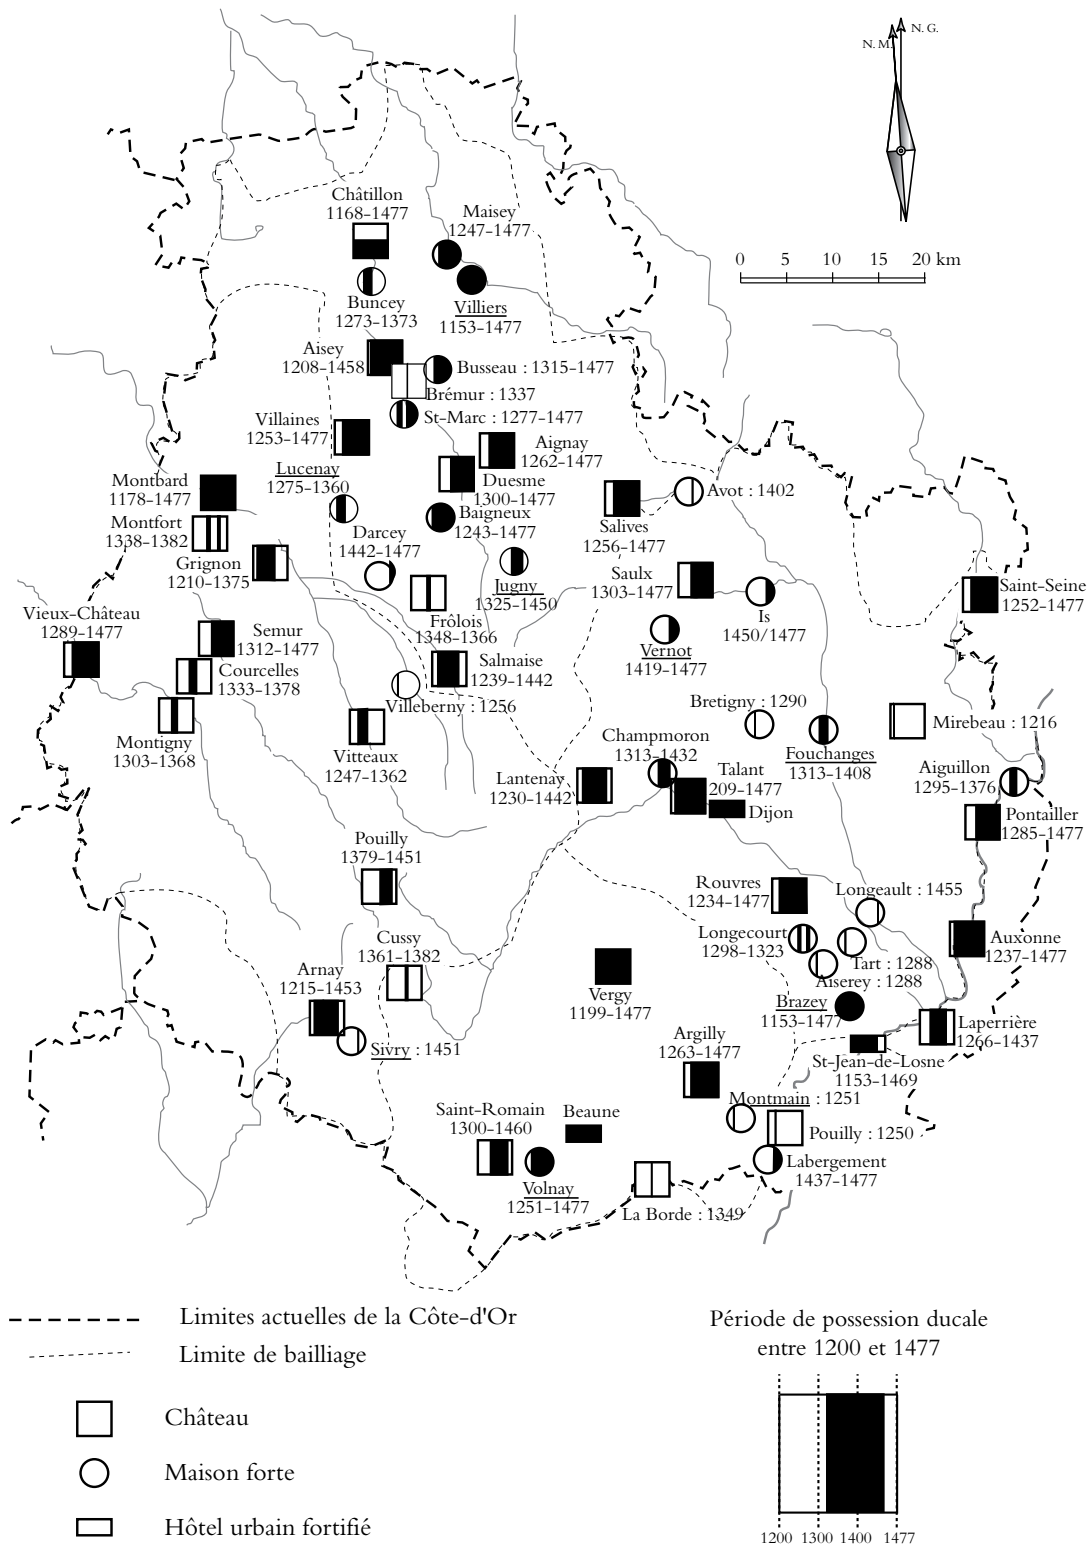 N. G.
N. M.
Châtillon
1168-1477
Maisey
1247-1477
0 5 10 15 20 km
Buncey
1273-1373
Villiers
1153-1477
Aisey
1208-1458
Busseau : 1315-1477
Brémur : 1337
St-Marc : 1277-1477
Villaines
1253-1477
Aignay
1262-1477
Lucenay
1275-1360
Duesme
1300-1477
Montbard
1178-1477
Avot : 1402
Baigneux
1243-1477
Montfort
1338-1382
Salives
1256-1477
Darcey
1442-1477
Grignon
1210-1375
Jugny
1325-1450
Saulx
1303-1477
Saint-Seine
1252-1477
Vieux-Château
1289-1477
Is
1450/1477
Frôlois
1348-1366
Semur
1312-1477
Vernot
1419-1477
Courcelles
1333-1378
Salmaise
1239-1442
Villeberny : 1256
Bretigny : 1290
Mirebeau : 1216
Montigny
1303-1368
Vitteaux
1247-1362
Champmoron
1313-1432
Fouchanges
1313-1408
Aiguillon
1295-1376
Lantenay
1230-1442
Talant
209-1477
Dijon
Pontailler
1285-1477
Pouilly
1379-1451
Rouvres
1234-1477
Longeault : 1455
Longecourt
1298-1323
Auxonne
1237-1477
Cussy
1361-1382
Tart : 1288
Aiserey : 1288
Arnay
1215-1453
Vergy
1199-1477
Brazey
1153-1477
Laperrière
1266-1437
Sivry : 1451
Argilly
1263-1477
St-Jean-de-Losne
1153-1469
Montmain : 1251
Saint-Romain
1300-1460
Beaune
Pouilly : 1250
Labergement
1437-1477
Volnay
1251-1477
La Borde : 1349
Limites actuelles de la Côte-d'Or
Limite de bailliage
Château
Maison forte
Hôtel urbain fortifié
Période de possession ducale
entre 1200 et 1477
1200 1300 1400 1477